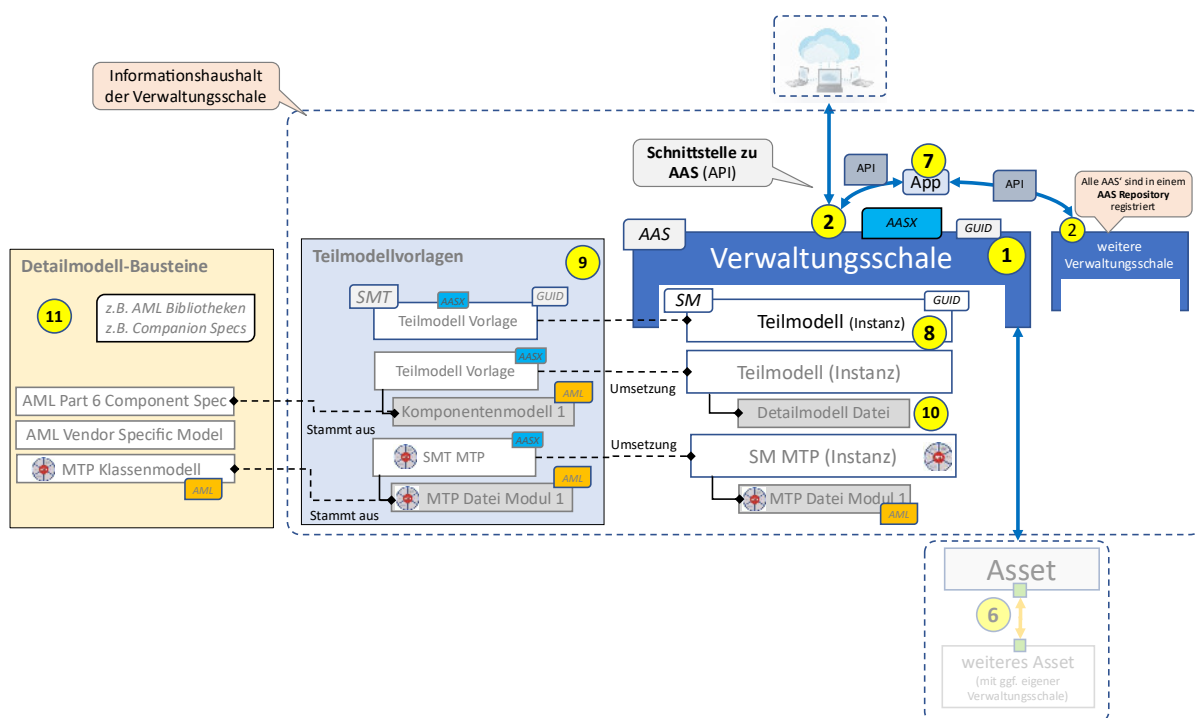 Informationshaushalt
der Verwaltungsschale
Schnittstelle zu
AAS (API)
API
7
App
API
Alle AAS' sind in einem
AAS Repository
registriert
2
AAS
AASX
GUID
2
Verwaltungsschale
1
weitere
Verwaltungsschale
Detailmodell-Bausteine
11
z.B. AML Bibliotheken
z.B. Companion Specs
AML Part 6 Component Spec
AML Vendor Specific Model
MTP Klassenmodell
AML
Teilmodellvorlagen
9
SMT
AASX
GUID
Teilmodell Vorlage
AASX
Teilmodell Vorlage
AML
Komponentenmodell 1
Stammt aus
AASX
SMT MTP
AML
MTP Datei Modul 1
Stammt aus
SM
GUID
Teilmodell (Instanz)
8
Umsetzung
Teilmodell (Instanz)
Detailmodell Datei
10
Umsetzung
SM MTP (Instanz)
MTP Datei Modul 1
AML
Asset
6
weiteres Asset
(mit ggf. eigener
Verwaltungsschale)